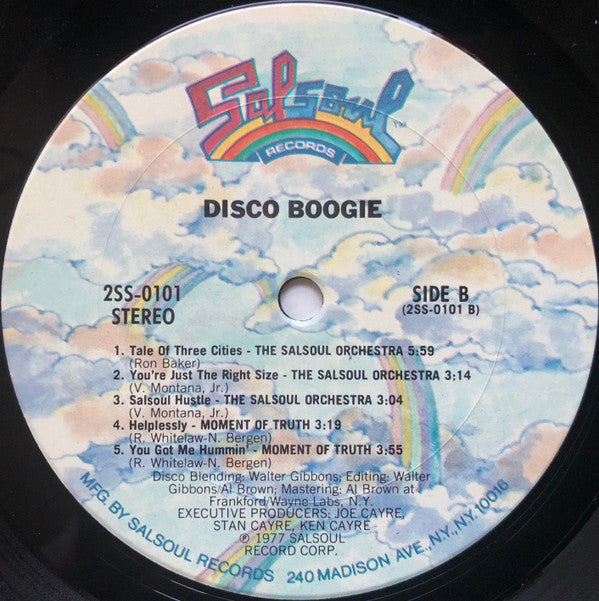 Salsoul ™
RECORDS
DISCO BOOGIE
2SS-0101
STEREO
SIDE B
(2SS-0101 B)
1. Tale Of Three Cities - THE SALSOUL ORCHESTRA 5:59
(Ron Baker)
2. You're Just The Right Size - THE SALSOUL ORCHESTRA 3:14
(V. Montana, Jr.)
3. Salsoul Hustle - THE SALSOUL ORCHESTRA 3:04
(V. Montana, Jr.)
4. Helplessly - MOMENT OF TRUTH 3:19
(R. Whitelaw-N. Bergen)
5. You Got Me Hummin' - MOMENT OF TRUTH 3:55
(R. Whitelaw-N. Bergen)
Disco Blending: Walter Gibbons; Editing: Walter
Gibbons/Al Brown; Mastering: Al Brown at
Frankford/Wayne Labs, N.Y.
EXECUTIVE PRODUCERS: JOE CAYRE,
STAN CAYRE, KEN CAYRE
℗ 1977 SALSOUL
RECORD CORP.
MFG. BY SALSOUL RECORDS 240 MADISON AVE., N.Y., N.Y. 10016